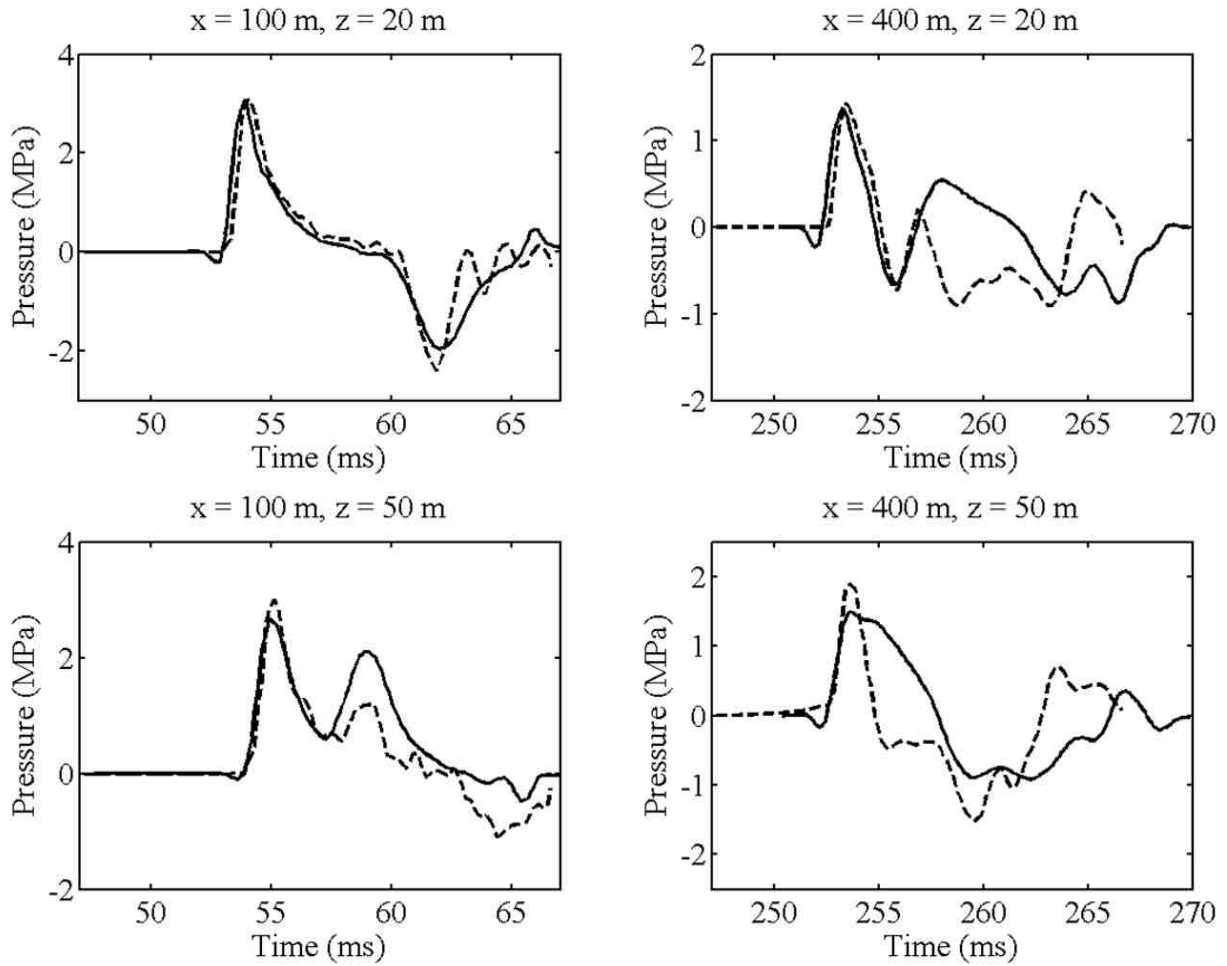 x = 100 m, z = 20 m
4
2
0
-2
Pressure (MPa)
50 55 60 65
Time (ms)
x = 400 m, z = 20 m
2
1
0
-1
-2
Pressure (MPa)
250 255 260 265 270
Time (ms)
x = 100 m, z = 50 m
4
2
0
-2
Pressure (MPa)
50 55 60 65
Time (ms)
x = 400 m, z = 50 m
2
1
0
-1
-2
Pressure (MPa)
250 255 260 265 270
Time (ms)